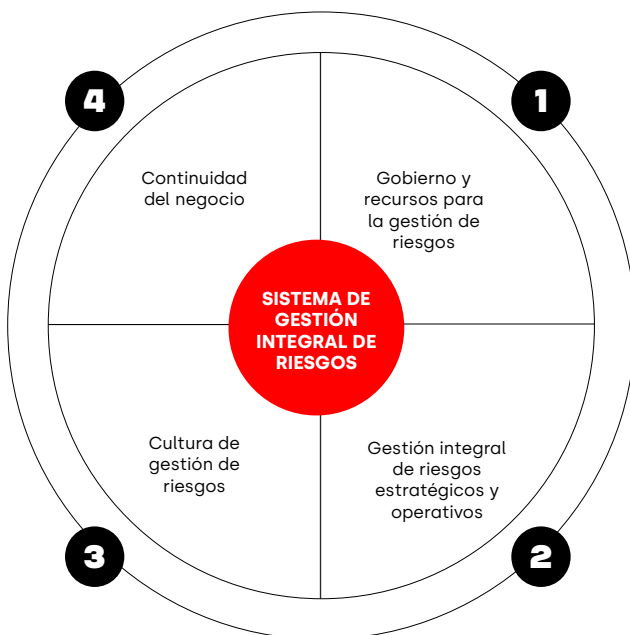 4
1
Continuidad
del negocio
Gobierno y
recursos para
la gestión de
riesgos
SISTEMA DE
GESTIÓN
INTEGRAL DE
RIESGOS
Cultura de
gestión de
riesgos
Gestión integral
de riesgos
estratégicos y
operativos
3
2